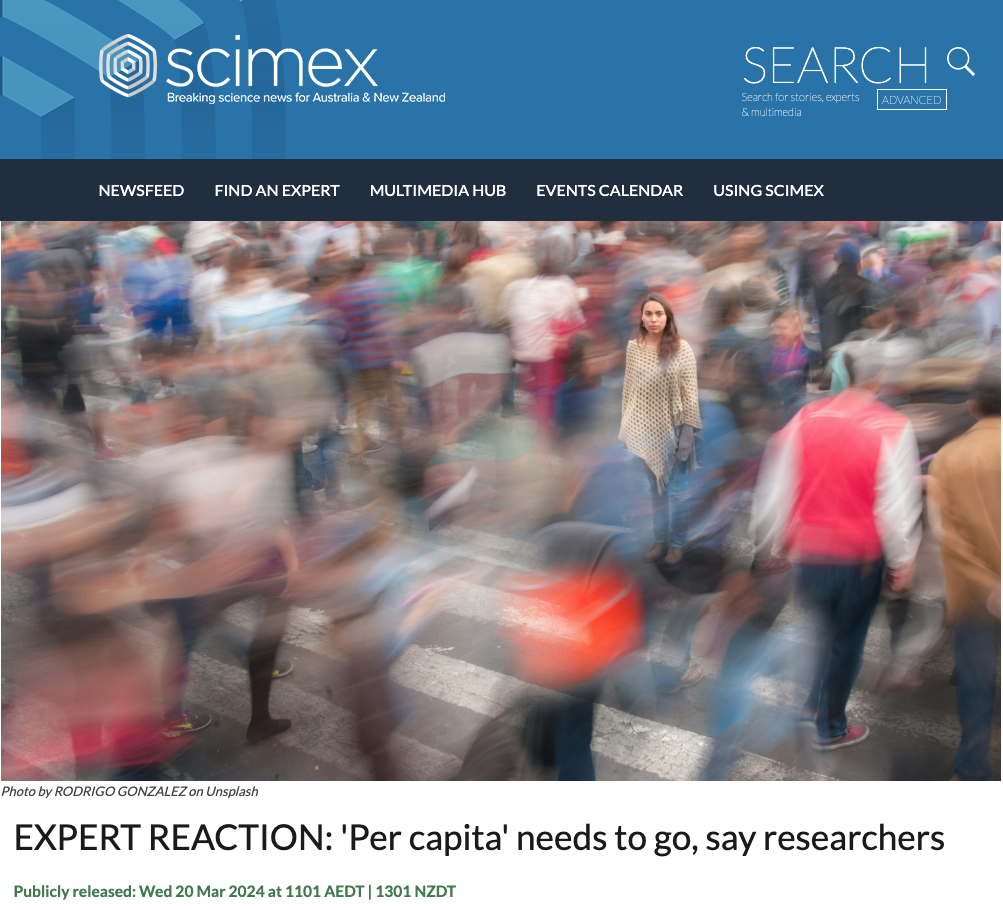 scimex
Breaking science news for Australia & New Zealand
SEARCH
Search for stories, experts
& multimedia
ADVANCED
NEWSFEED FIND AN EXPERT MULTIMEDIA HUB EVENTS CALENDAR USING SCIMEX
Photo by RODRIGO GONZALEZ on Unsplash
EXPERT REACTION: 'Per capita' needs to go, say researchers
Publicly released: Wed 20 Mar 2024 at 1101 AEDT | 1301 NZDT